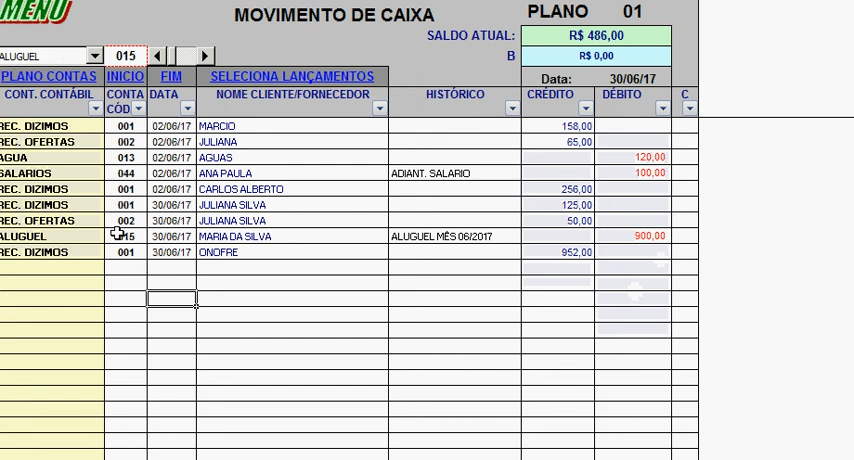 MENU
MOVIMENTO DE CAIXA
PLANO 01
SALDO ATUAL: R$ 486,00
ALUGUEL 015 B R$ 0,00
PLANO CONTAS INICIO FIM SELECIONA LANÇAMENTOS Data: 30/06/17
CONT. CONTÁBIL CONTA CÓD. DATA NOME CLIENTE/FORNECEDOR HISTÓRICO CRÉDITO DÉBITO C
REC. DIZIMOS 001 02/06/17 MARCIO 158,00
REC. OFERTAS 002 02/06/17 JULIANA 65,00
AGUA 013 02/06/17 AGUAS 120,00
SALARIOS 044 02/06/17 ANA PAULA ADIANT. SALARIO 100,00
REC. DIZIMOS 001 02/06/17 CARLOS ALBERTO 256,00
REC. DIZIMOS 001 30/06/17 JULIANA SILVA 125,00
REC. OFERTAS 002 30/06/17 JULIANA SILVA 50,00
ALUGUEL 15 30/06/17 MARIA DA SILVA ALUGUEL MÊS 06/2017 900,00
REC. DIZIMOS 001 30/06/17 ONOFRE 952,00